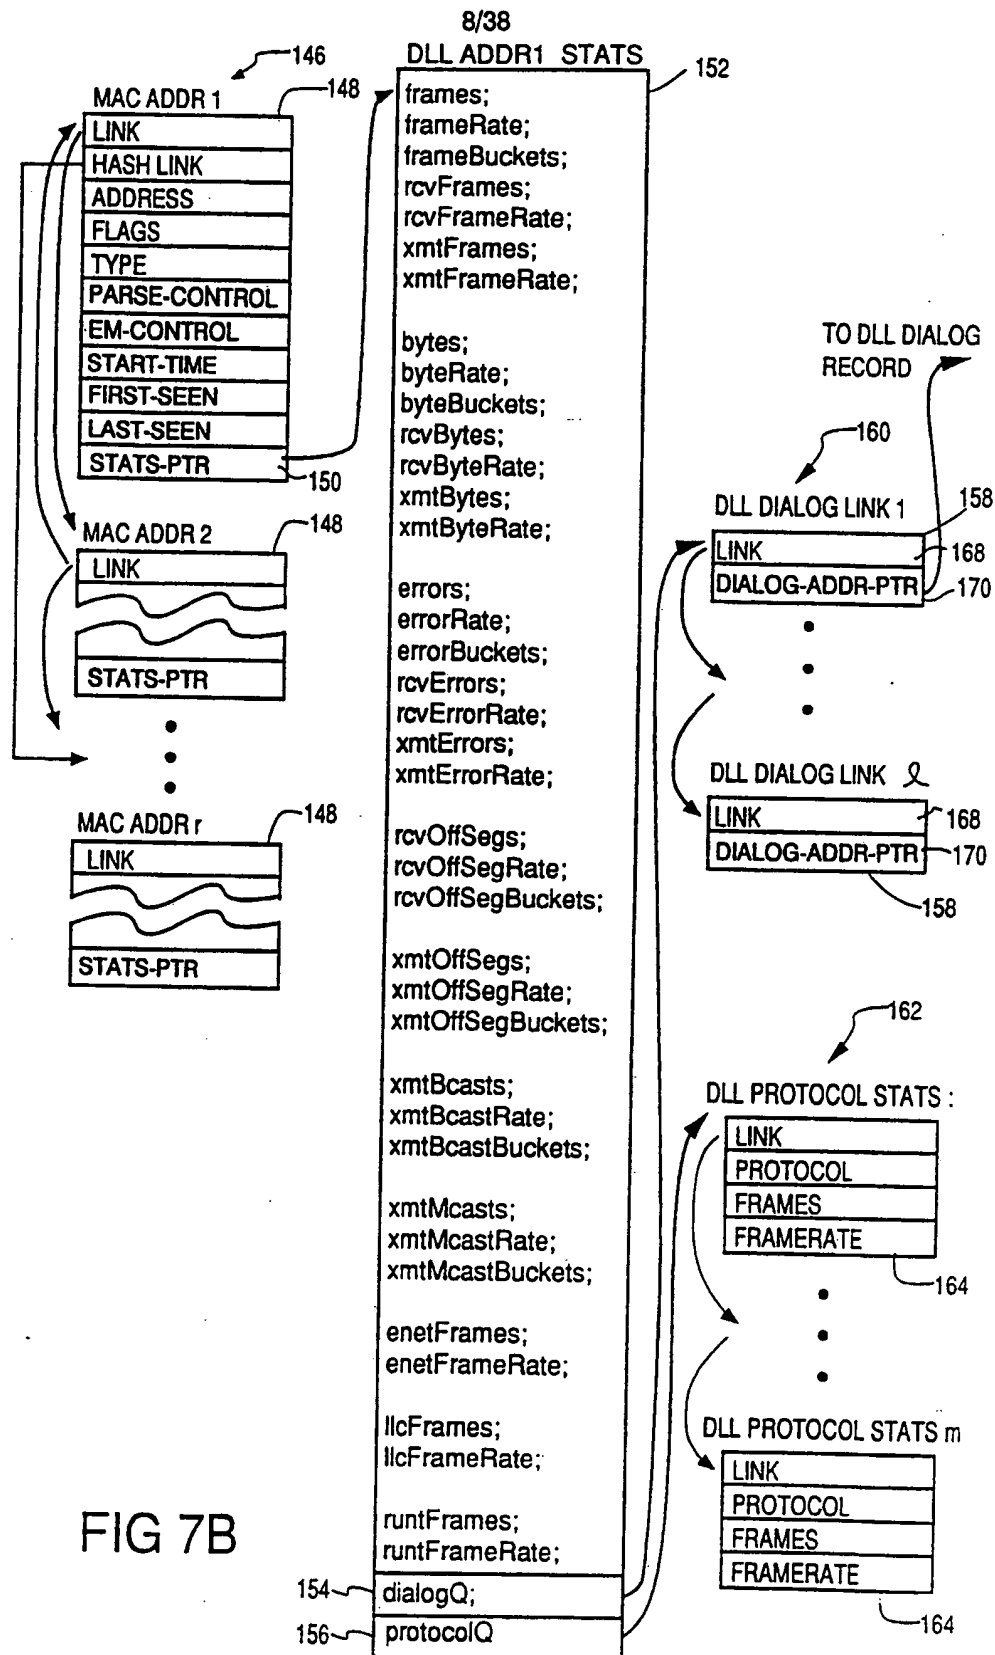 8/38
DLL ADDR1 STATS
152
frames;
frameRate;
frameBuckets;
rcvFrames;
rcvFrameRate;
xmtFrames;
xmtFrameRate;
bytes;
byteRate;
byteBuckets;
rcvBytes;
rcvByteRate;
xmtBytes;
xmtByteRate;
errors;
errorRate;
errorBuckets;
rcvErrors;
rcvErrorRate;
xmtErrors;
xmtErrorRate;
rcvOffSegs;
rcvOffSegRate;
rcvOffSegBuckets;
xmtOffSegs;
xmtOffSegRate;
xmtOffSegBuckets;
xmtBcasts;
xmtBcastRate;
xmtBcastBuckets;
xmtMcasts;
xmtMcastRate;
xmtMcastBuckets;
enetFrames;
enetFrameRate;
llcFrames;
llcFrameRate;
runtFrames;
runtFrameRate;
154
dialogQ;
156
protocolQ
146
MAC ADDR 1
148
LINK
HASH LINK
ADDRESS
FLAGS
TYPE
PARSE-CONTROL
EM-CONTROL
START-TIME
FIRST-SEEN
LAST-SEEN
STATS-PTR
150
MAC ADDR 2
148
LINK
STATS-PTR
MAC ADDR r
148
LINK
STATS-PTR
TO DLL DIALOG
RECORD
160
DLL DIALOG LINK 1
158
LINK
168
DIALOG-ADDR-PTR
170
DLL DIALOG LINK ℓ
LINK
168
DIALOG-ADDR-PTR
170
158
162
DLL PROTOCOL STATS :
LINK
PROTOCOL
FRAMES
FRAMERATE
164
DLL PROTOCOL STATS m
LINK
PROTOCOL
FRAMES
FRAMERATE
164
FIG 7B